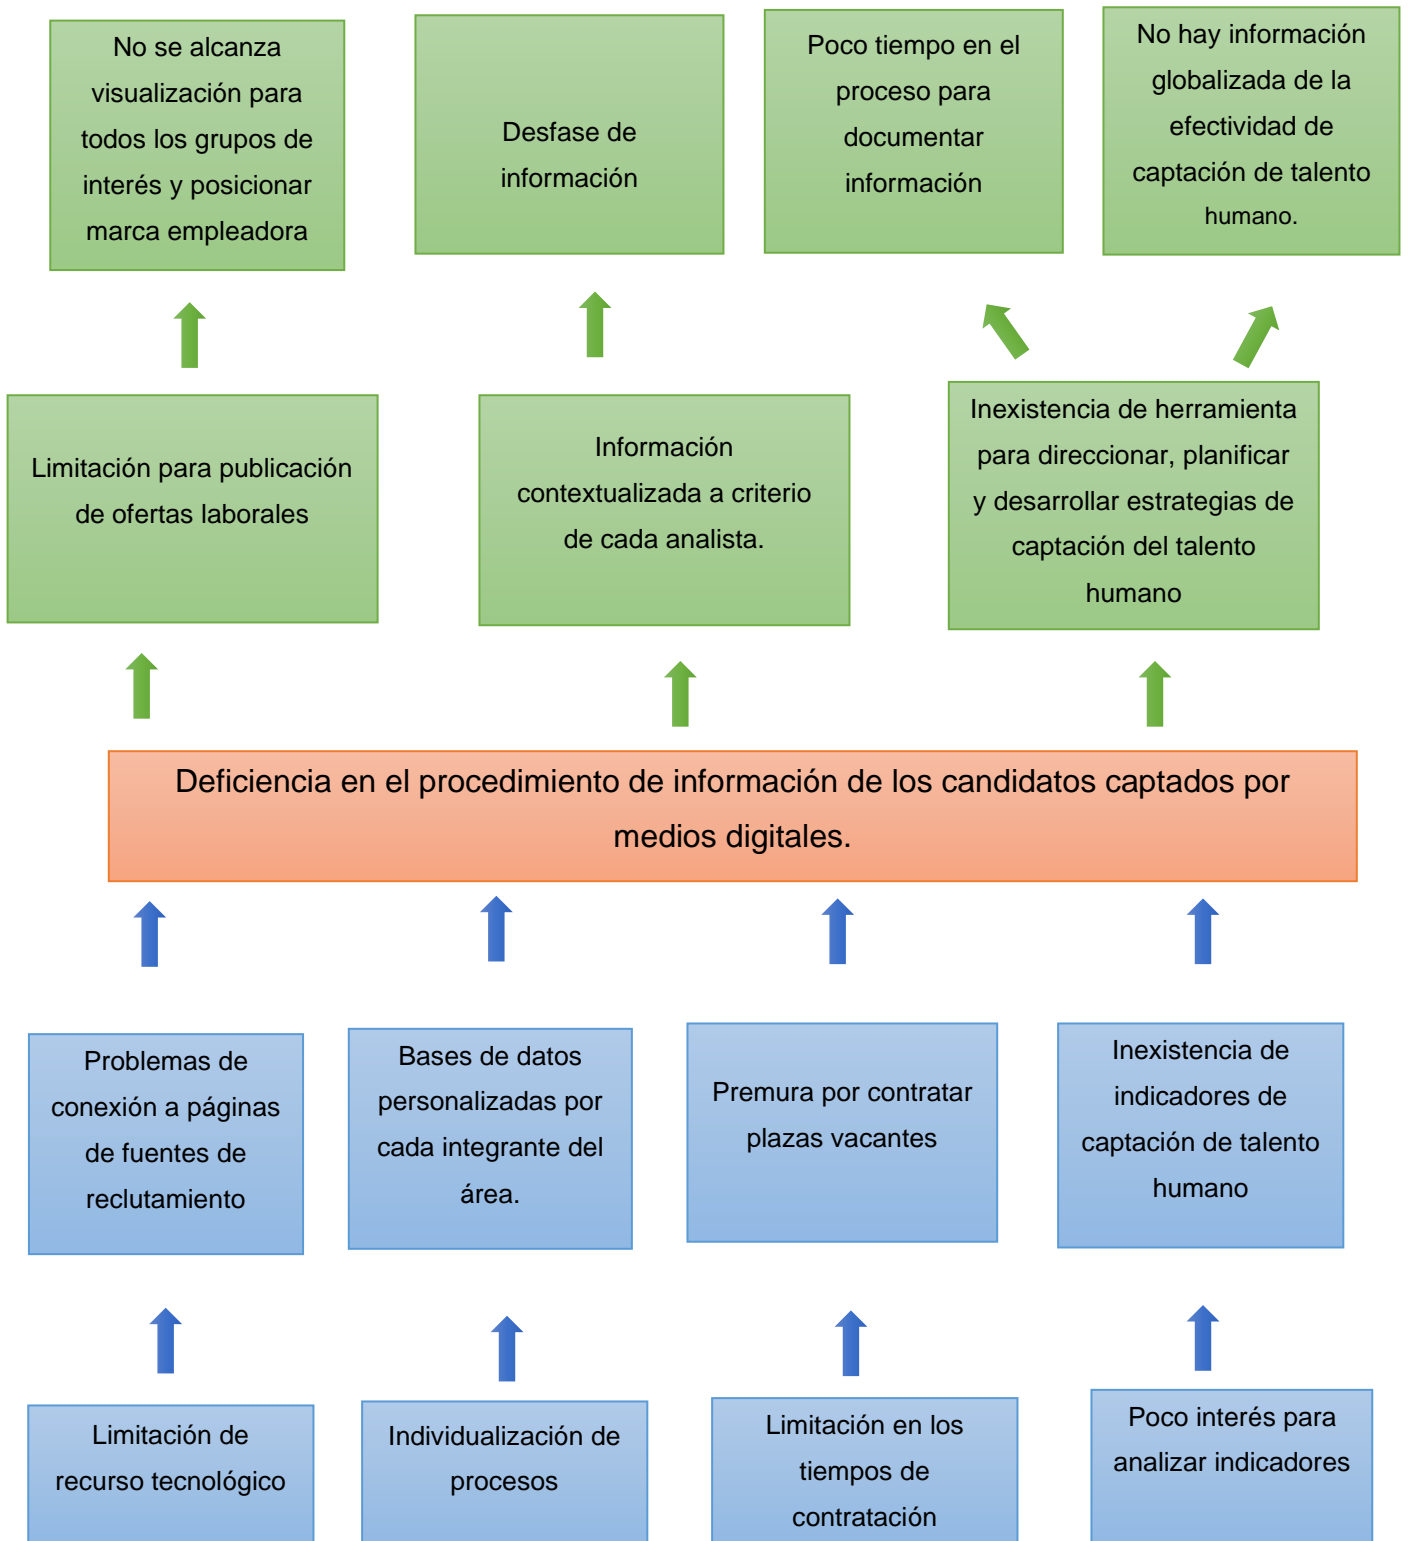 No se alcanza
visualización para
todos los grupos de
interés y posicionar
marca empleadora
Desfase de
información
Poco tiempo en el
proceso para
documentar
información
No hay información
globalizada de la
efectividad de
captación de talento
humano.
Limitación para publicación
de ofertas laborales
Información
contextualizada a criterio
de cada analista.
Inexistencia de herramienta
para direccionar, planificar
y desarrollar estrategias de
captación del talento
humano
Deficiencia en el procedimiento de información de los candidatos captados por
medios digitales.
Problemas de
conexión a páginas
de fuentes de
reclutamiento
Bases de datos
personalizadas por
cada integrante del
área.
Premura por contratar
plazas vacantes
Inexistencia de
indicadores de
captación de talento
humano
Limitación de
recurso tecnológico
Individualización de
procesos
Limitación en los
tiempos de
contratación
Poco interés para
analizar indicadores